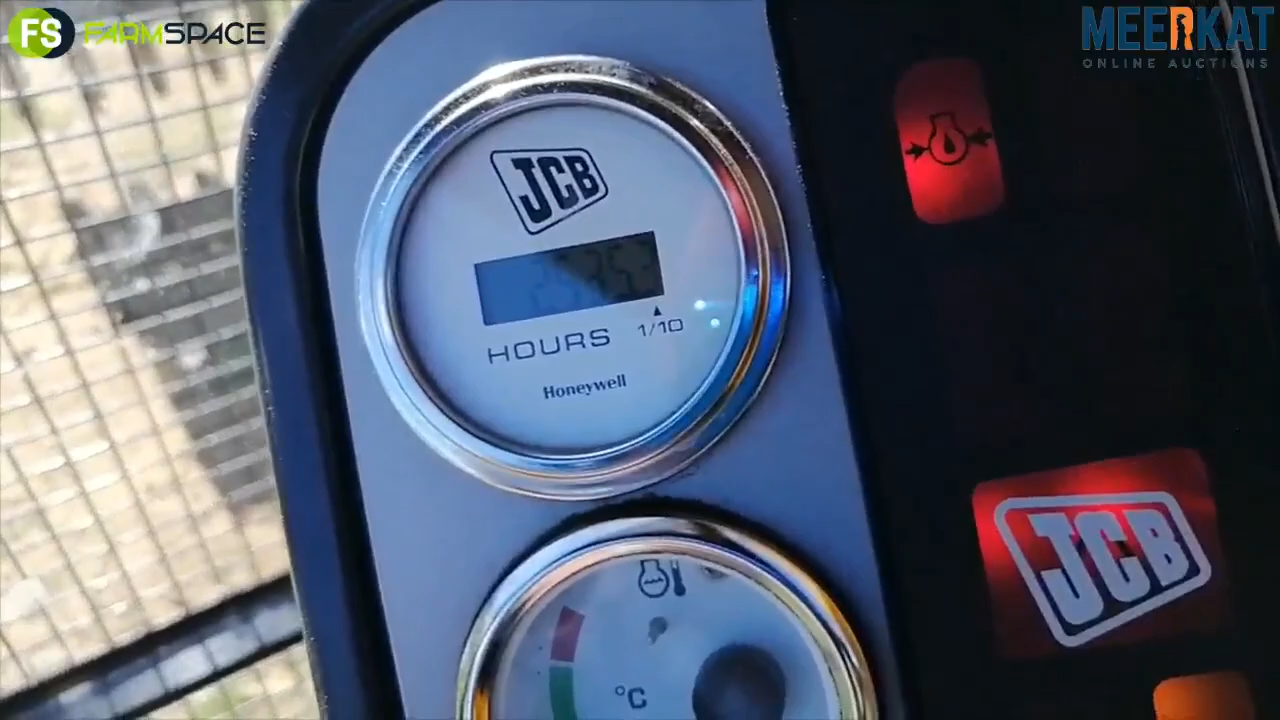 FS FARMSPACE
MEERKAT
ONLINE AUCTIONS
JCB
HOURS 1/10
Honeywell
JCB
°C